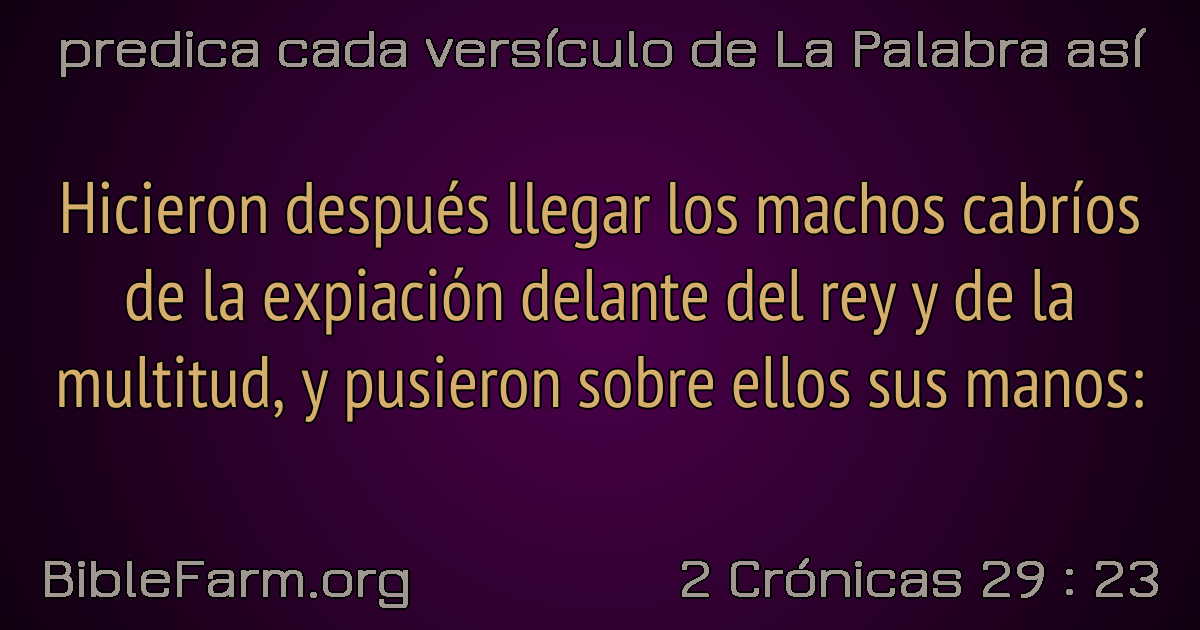 predica cada versículo de La Palabra así
Hicieron después llegar los machos cabríos
de la expiación delante del rey y de la
multitud, y pusieron sobre ellos sus manos:
BibleFarm.org
2 Crónicas 29 : 23